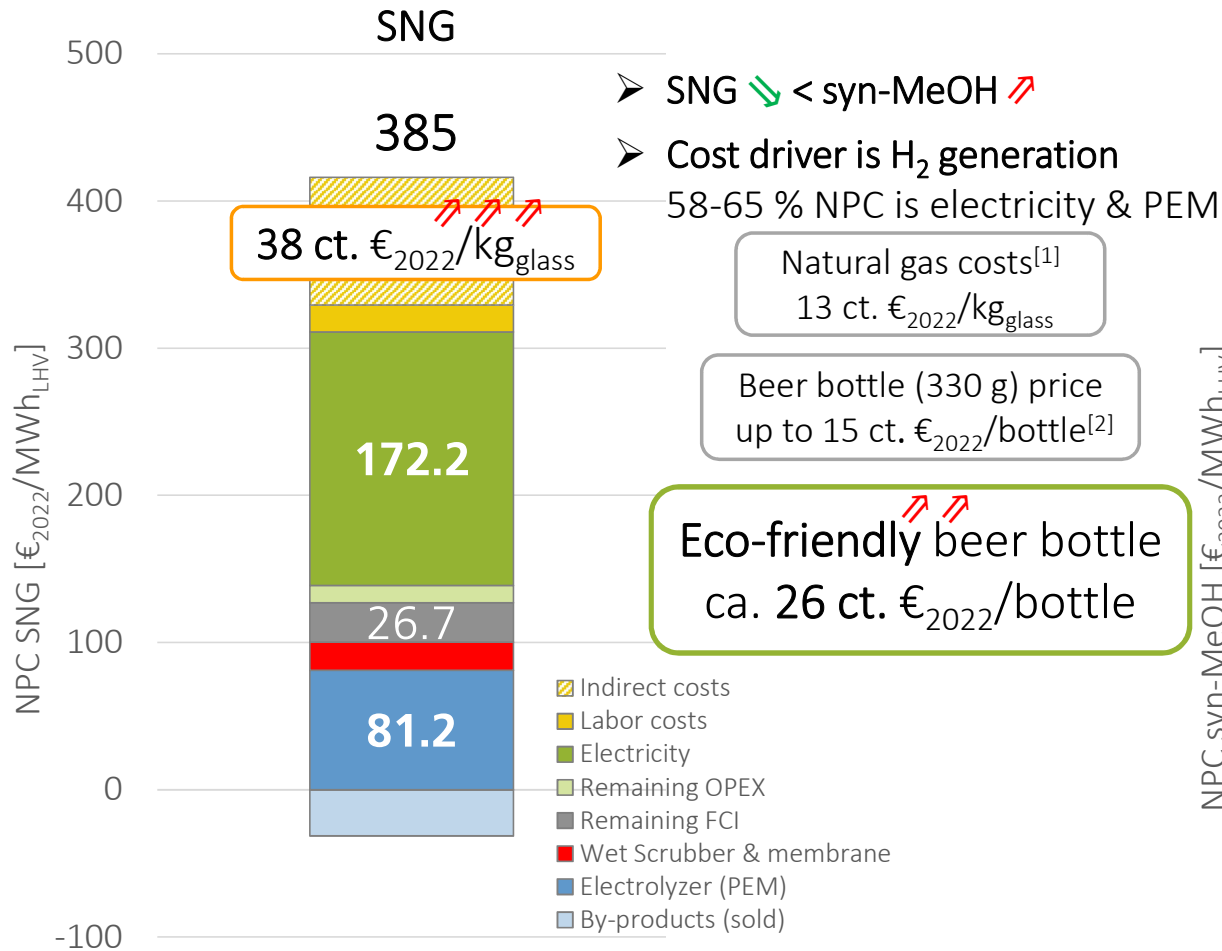 SNG
500
385
400
300
200
100
0
-100
NPC SNG [€2022/MWhLHV]
38 ct. €2022/kgglass
172.2
26.7
81.2
➢ SNG ⇘ < syn-MeOH ⇗
➢ Cost driver is H2 generation
58-65 % NPC is electricity & PEM
Natural gas costs[1]
13 ct. €2022/kgglass
Beer bottle (330 g) price
up to 15 ct. €2022/bottle[2]
Eco-friendly beer bottle
ca. 26 ct. €2022/bottle
Indirect costs
Labor costs
Electricity
Remaining OPEX
Remaining FCI
Wet Scrubber & membrane
Electrolyzer (PEM)
By-products (sold)
NPC syn-MeOH